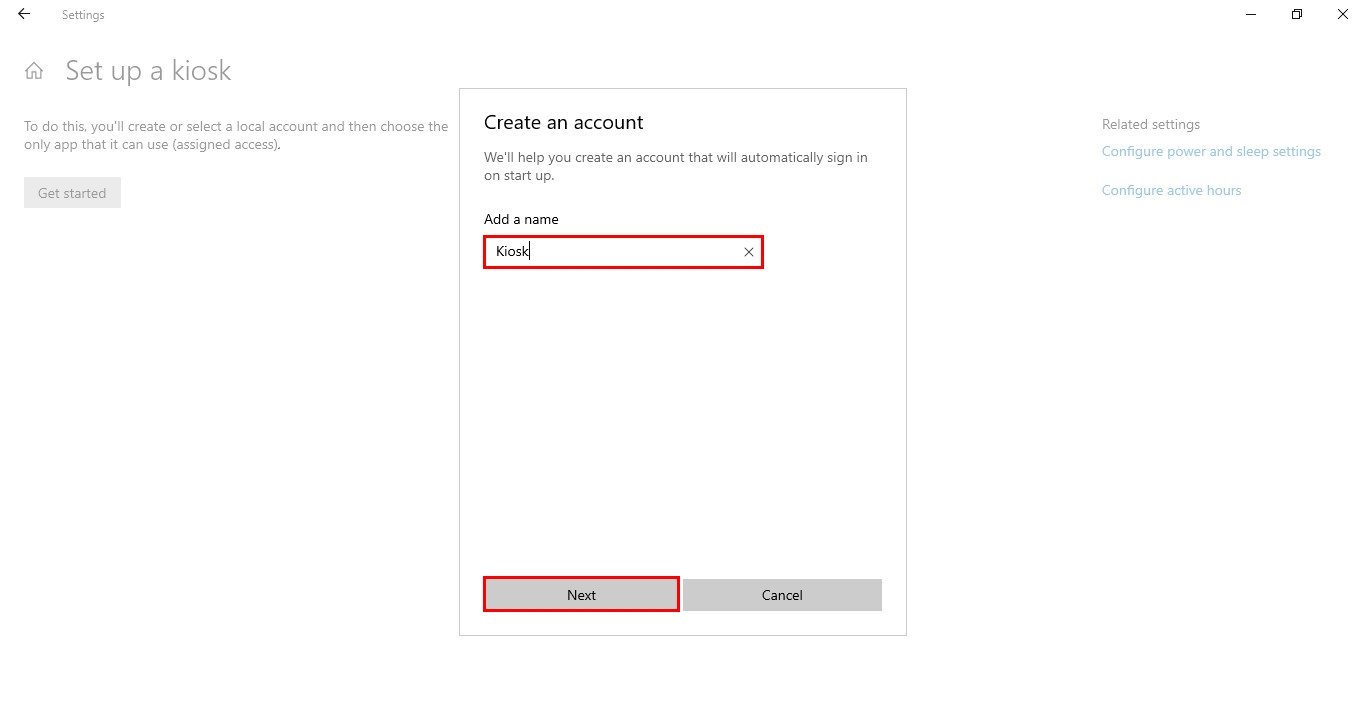 Settings
Set up a kiosk
To do this, you'll create or select a local account and then choose the
only app that it can use (assigned access).
Get started
Create an account
We'll help you create an account that will automatically sign in
on start up.
Add a name
Kiosk
Next
Cancel
Related settings
Configure power and sleep settings
Configure active hours